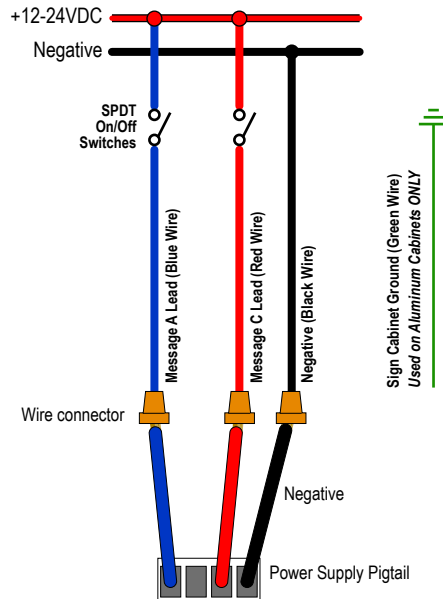 +12-24VDC
Negative
SPDT
On/Off
Switches
Message A Lead (Blue Wire)
Message C Lead (Red Wire)
Negative (Black Wire)
Sign Cabinet Ground (Green Wire)
Used on Aluminum Cabinets ONLY
Wire connector
Negative
Power Supply Pigtail